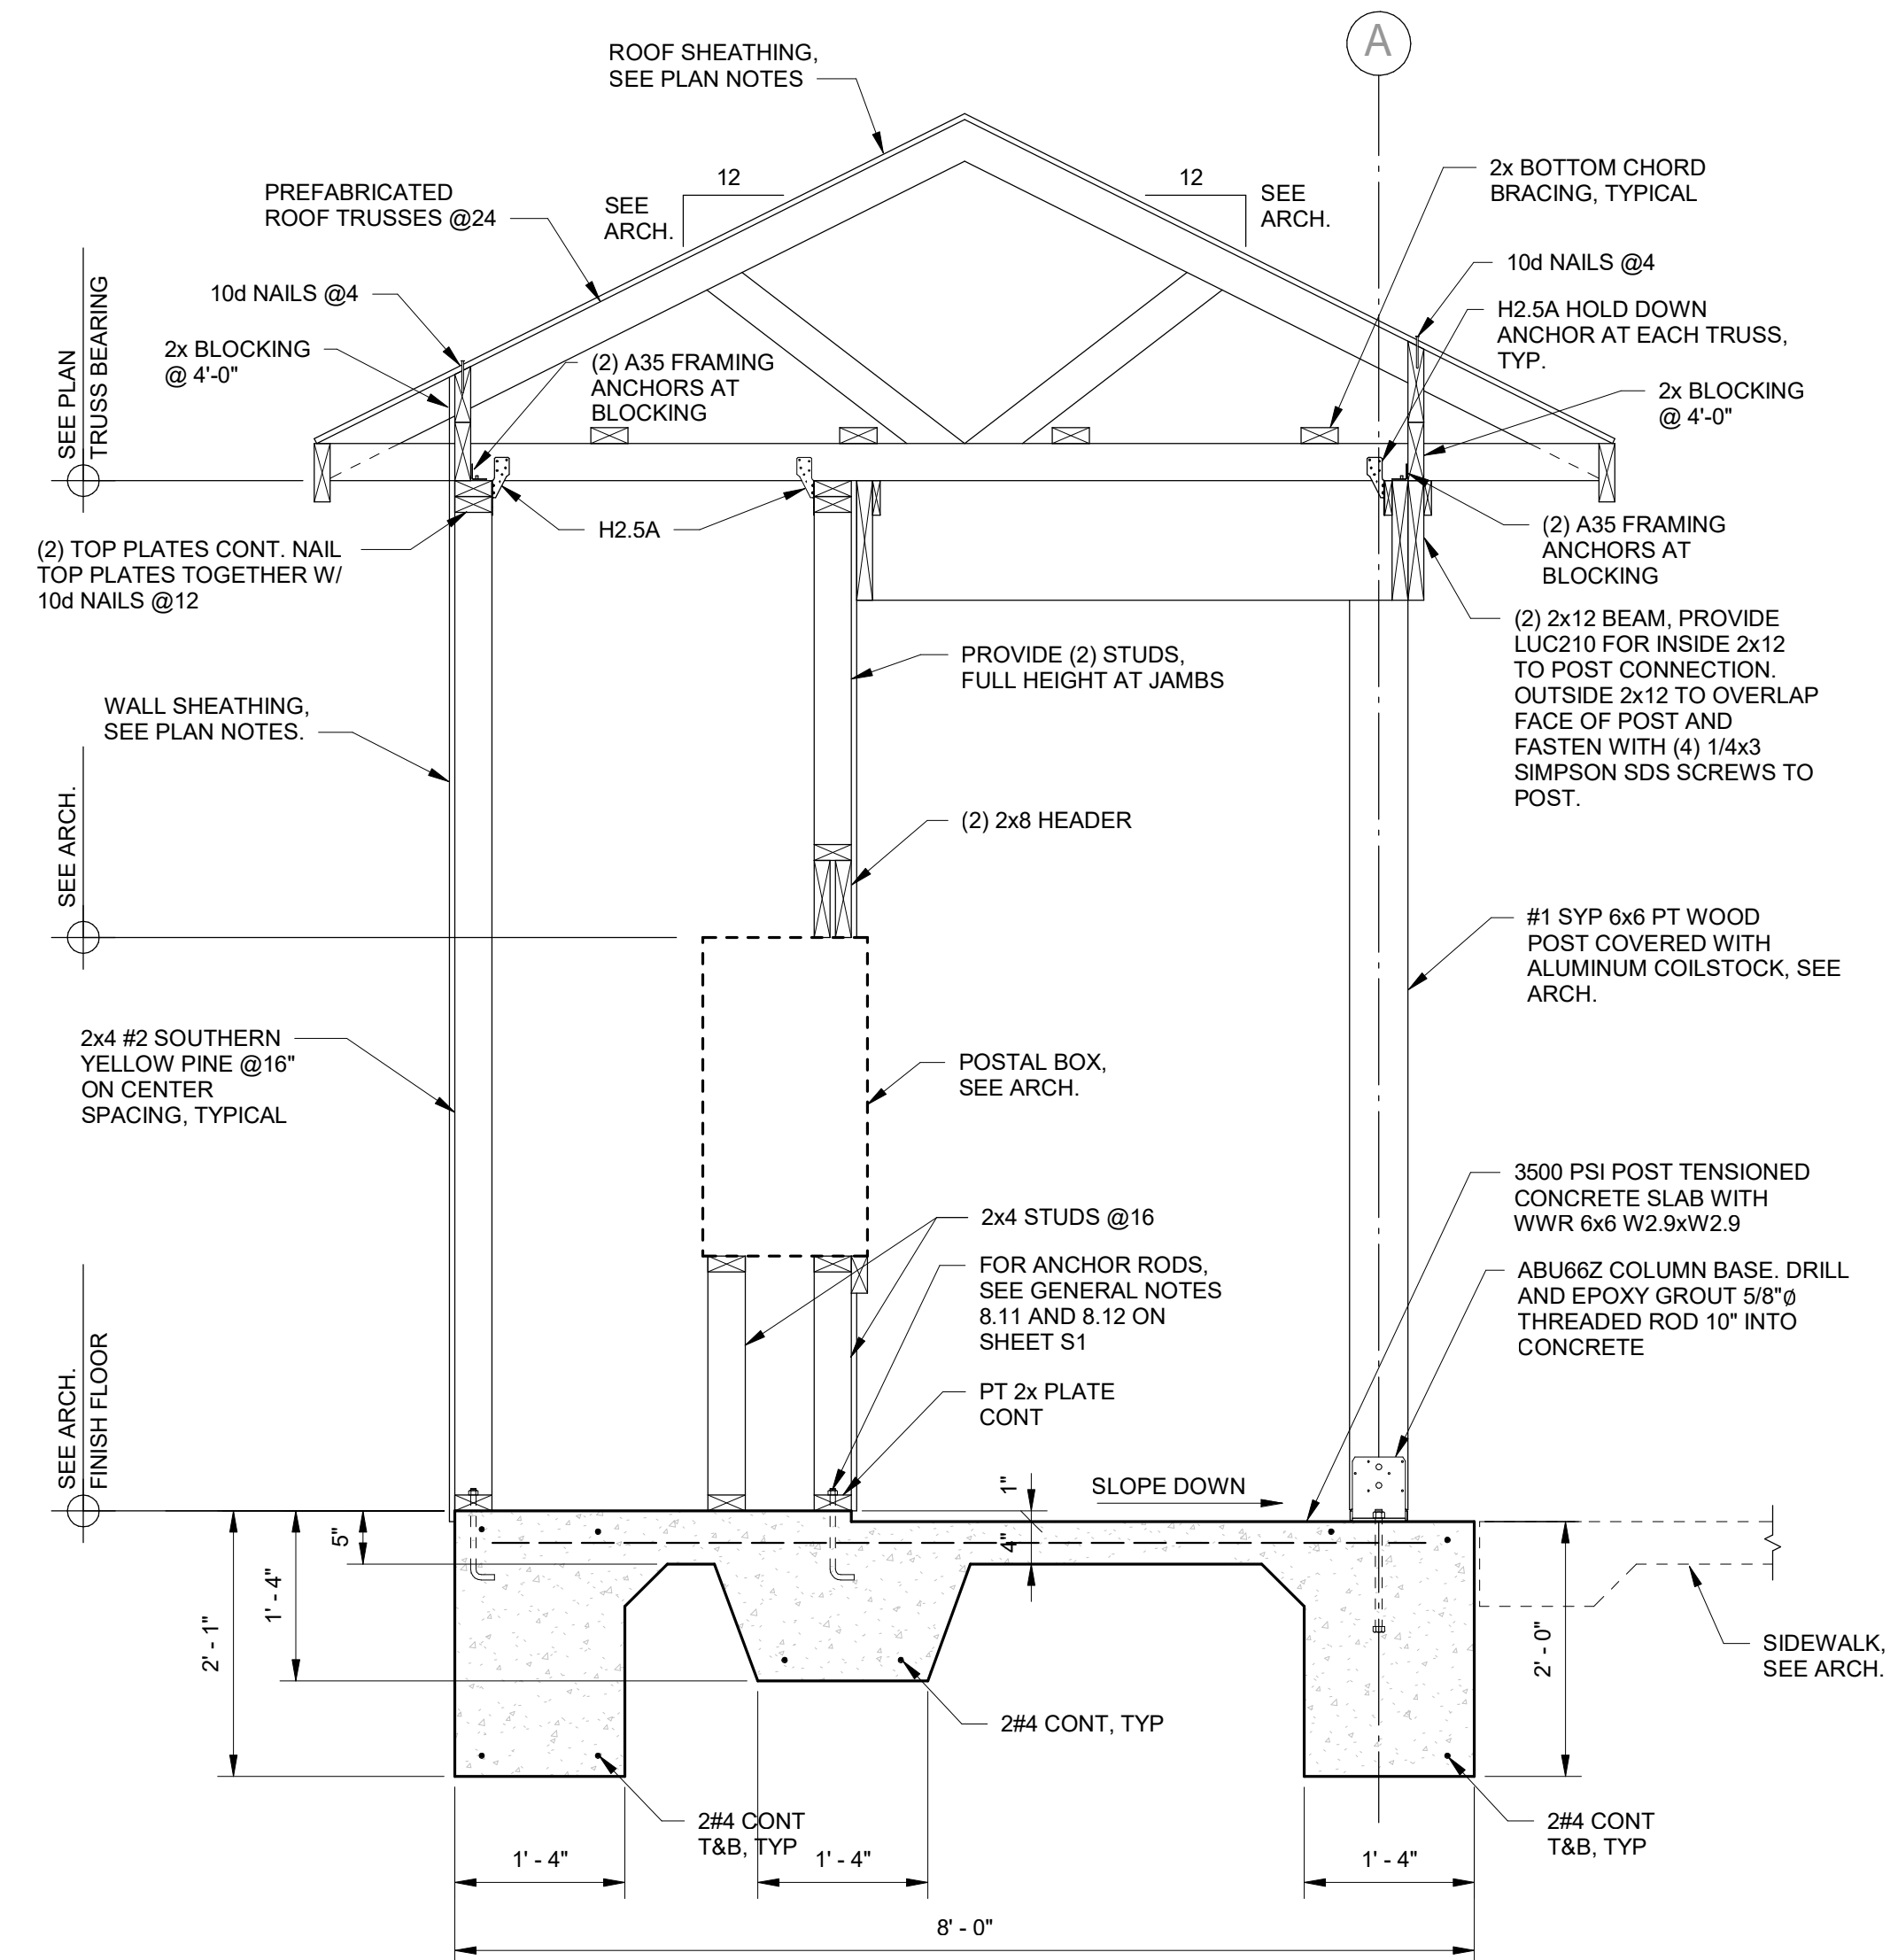 A
ROOF SHEATHING,
SEE PLAN NOTES
12
SEE
ARCH.
12
SEE
ARCH.
2x BOTTOM CHORD
BRACING, TYPICAL
PREFABRICATED
ROOF TRUSSES @24
10d NAILS @4
10d NAILS @4
H2.5A HOLD DOWN
ANCHOR AT EACH TRUSS,
TYP.
SEE PLAN
TRUSS BEARING
2x BLOCKING
@ 4'-0"
(2) A35 FRAMING
ANCHORS AT
BLOCKING
2x BLOCKING
@ 4'-0"
H2.5A
(2) TOP PLATES CONT. NAIL
TOP PLATES TOGETHER W/
10d NAILS @12
(2) A35 FRAMING
ANCHORS AT
BLOCKING
(2) 2x12 BEAM, PROVIDE
LUC210 FOR INSIDE 2x12
TO POST CONNECTION.
OUTSIDE 2x12 TO OVERLAP
FACE OF POST AND
FASTEN WITH (4) 1/4x3
SIMPSON SDS SCREWS TO
POST.
PROVIDE (2) STUDS,
FULL HEIGHT AT JAMBS
WALL SHEATHING,
SEE PLAN NOTES.
SEE ARCH.
(2) 2x8 HEADER
#1 SYP 6x6 PT WOOD
POST COVERED WITH
ALUMINUM COILSTOCK, SEE
ARCH.
2x4 #2 SOUTHERN
YELLOW PINE @16"
ON CENTER
SPACING, TYPICAL
POSTAL BOX,
SEE ARCH.
3500 PSI POST TENSIONED
CONCRETE SLAB WITH
WWR 6x6 W2.9xW2.9
2x4 STUDS @16
FOR ANCHOR RODS,
SEE GENERAL NOTES
8.11 AND 8.12 ON
SHEET S1
ABU66Z COLUMN BASE. DRILL
AND EPOXY GROUT 5/8"Ø
THREADED ROD 10" INTO
CONCRETE
SEE ARCH.
FINISH FLOOR
PT 2x PLATE
CONT
1"
SLOPE DOWN
5"
4"
1' - 4"
2' - 1"
2' - 0"
SIDEWALK,
SEE ARCH.
2#4 CONT, TYP
2#4 CONT
T&B, TYP
2#4 CONT
T&B, TYP
1' - 4"
1' - 4"
1' - 4"
8' - 0"